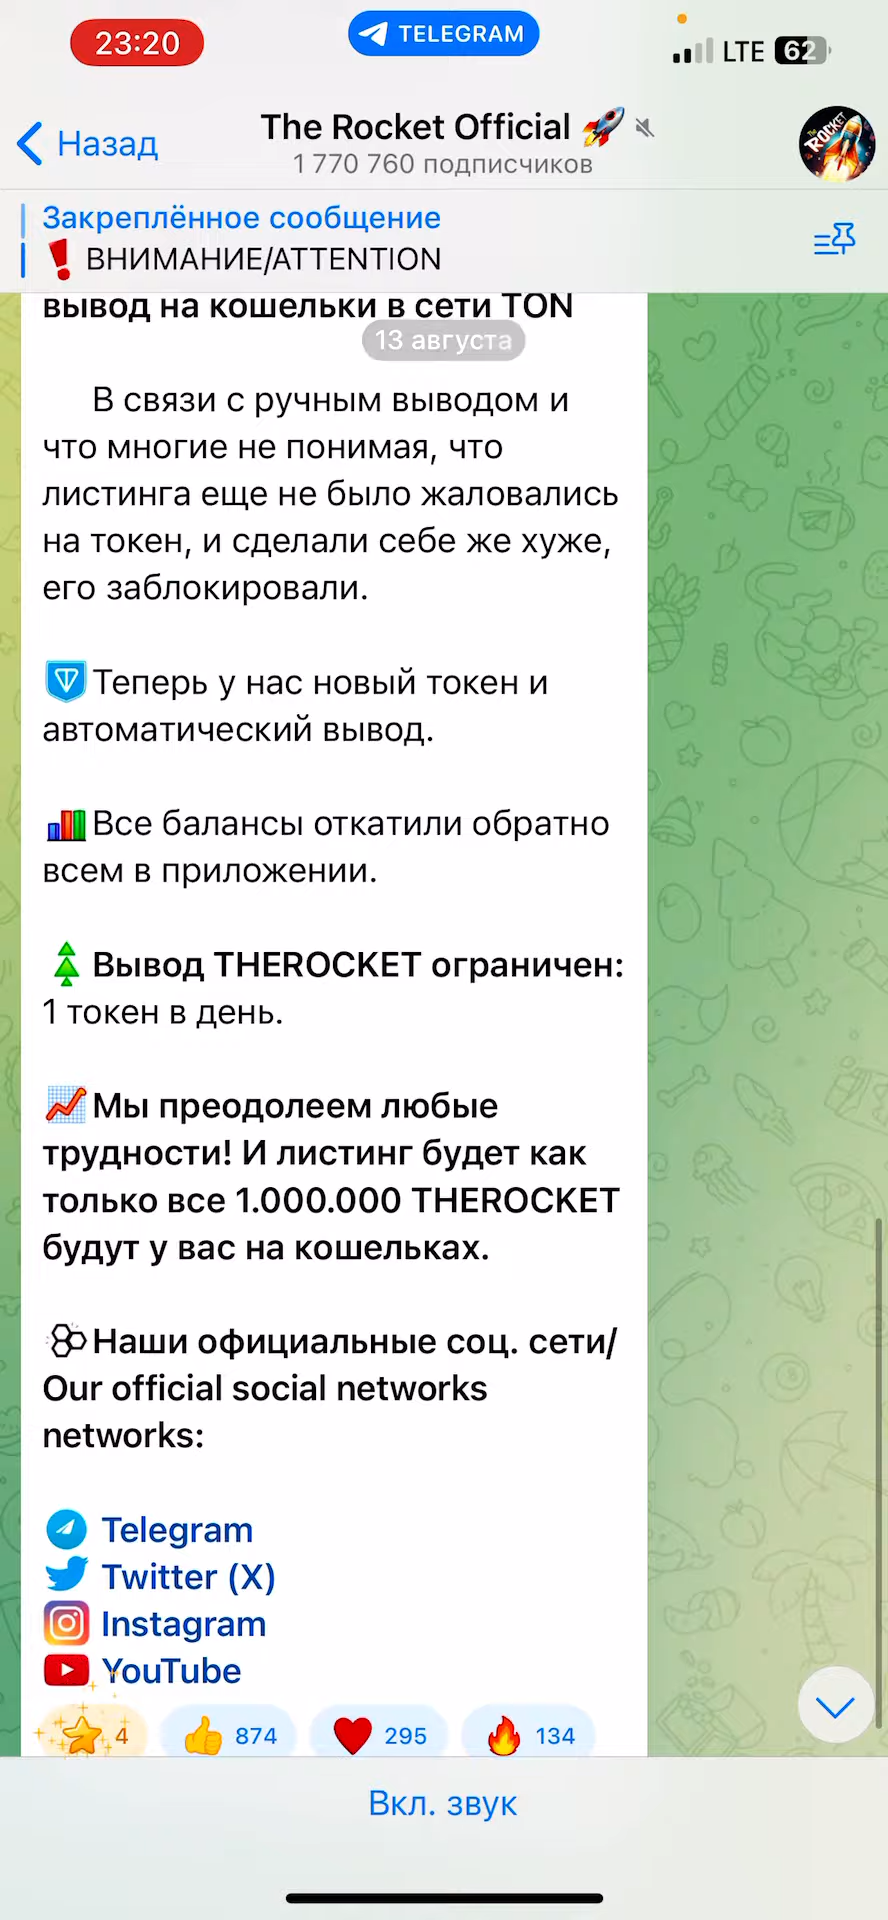 23:20
TELEGRAM
LTE 62
Назад
The Rocket Official 🚀
1 770 760 подписчиков
ROCKET
Закреплённое сообщение
❗ ВНИМАНИЕ/ATTENTION
вывод на кошельки в сети TON
13 августа
В связи с ручным выводом и
что многие не понимая, что
листинга еще не было жаловались
на токен, и сделали себе же хуже,
его заблокировали.
Теперь у нас новый токен и
автоматический вывод.
📊 Все балансы откатили обратно
всем в приложении.
🌲 Вывод THEROCKET ограничен:
1 токен в день.
📈 Мы преодолеем любые
трудности! И листинг будет как
только все 1.000.000 THEROCKET
будут у вас на кошельках.
Наши официальные соц. сети/
Our official social networks
networks:
Telegram
Twitter (X)
Instagram
YouTube
⭐ 4 👍 874 ❤️ 295 🔥 134
Вкл. звук